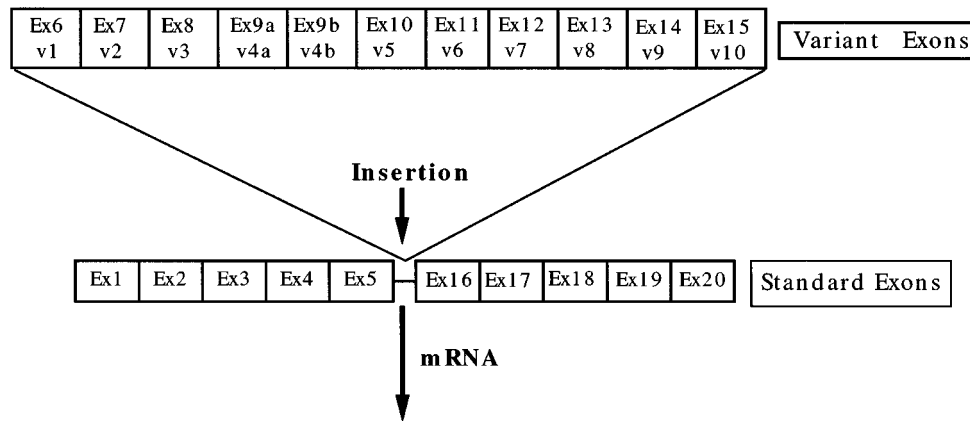 Ex6 Ex7 Ex8 Ex9a Ex9b Ex10 Ex11 Ex12 Ex13 Ex14 Ex15
v1 v2 v3 v4a v4b v5 v6 v7 v8 v9 v10
Variant Exons
Insertion
Ex1 Ex2 Ex3 Ex4 Ex5 Ex16 Ex17 Ex18 Ex19 Ex20
Standard Exons
mRNA